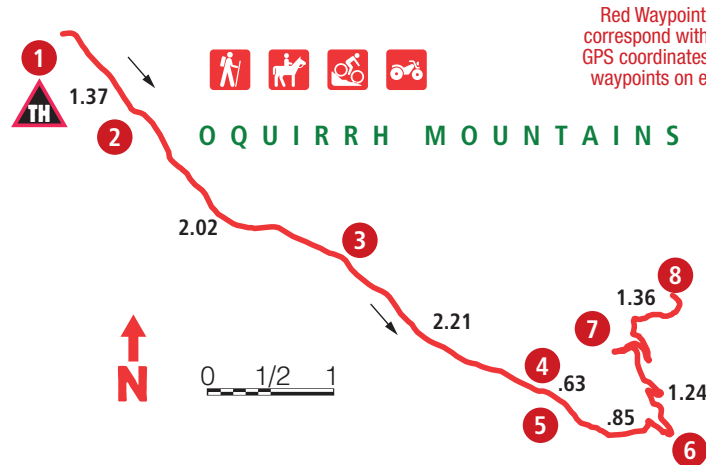 Red Waypoint
correspond with
GPS coordinates
waypoints on e
1
TH
1.37
2
OQUIRRH MOUNTAINS
2.02
3
8
1.36
7
2.21
4
.63
1.24
5
.85
6
N
0 1/2 1